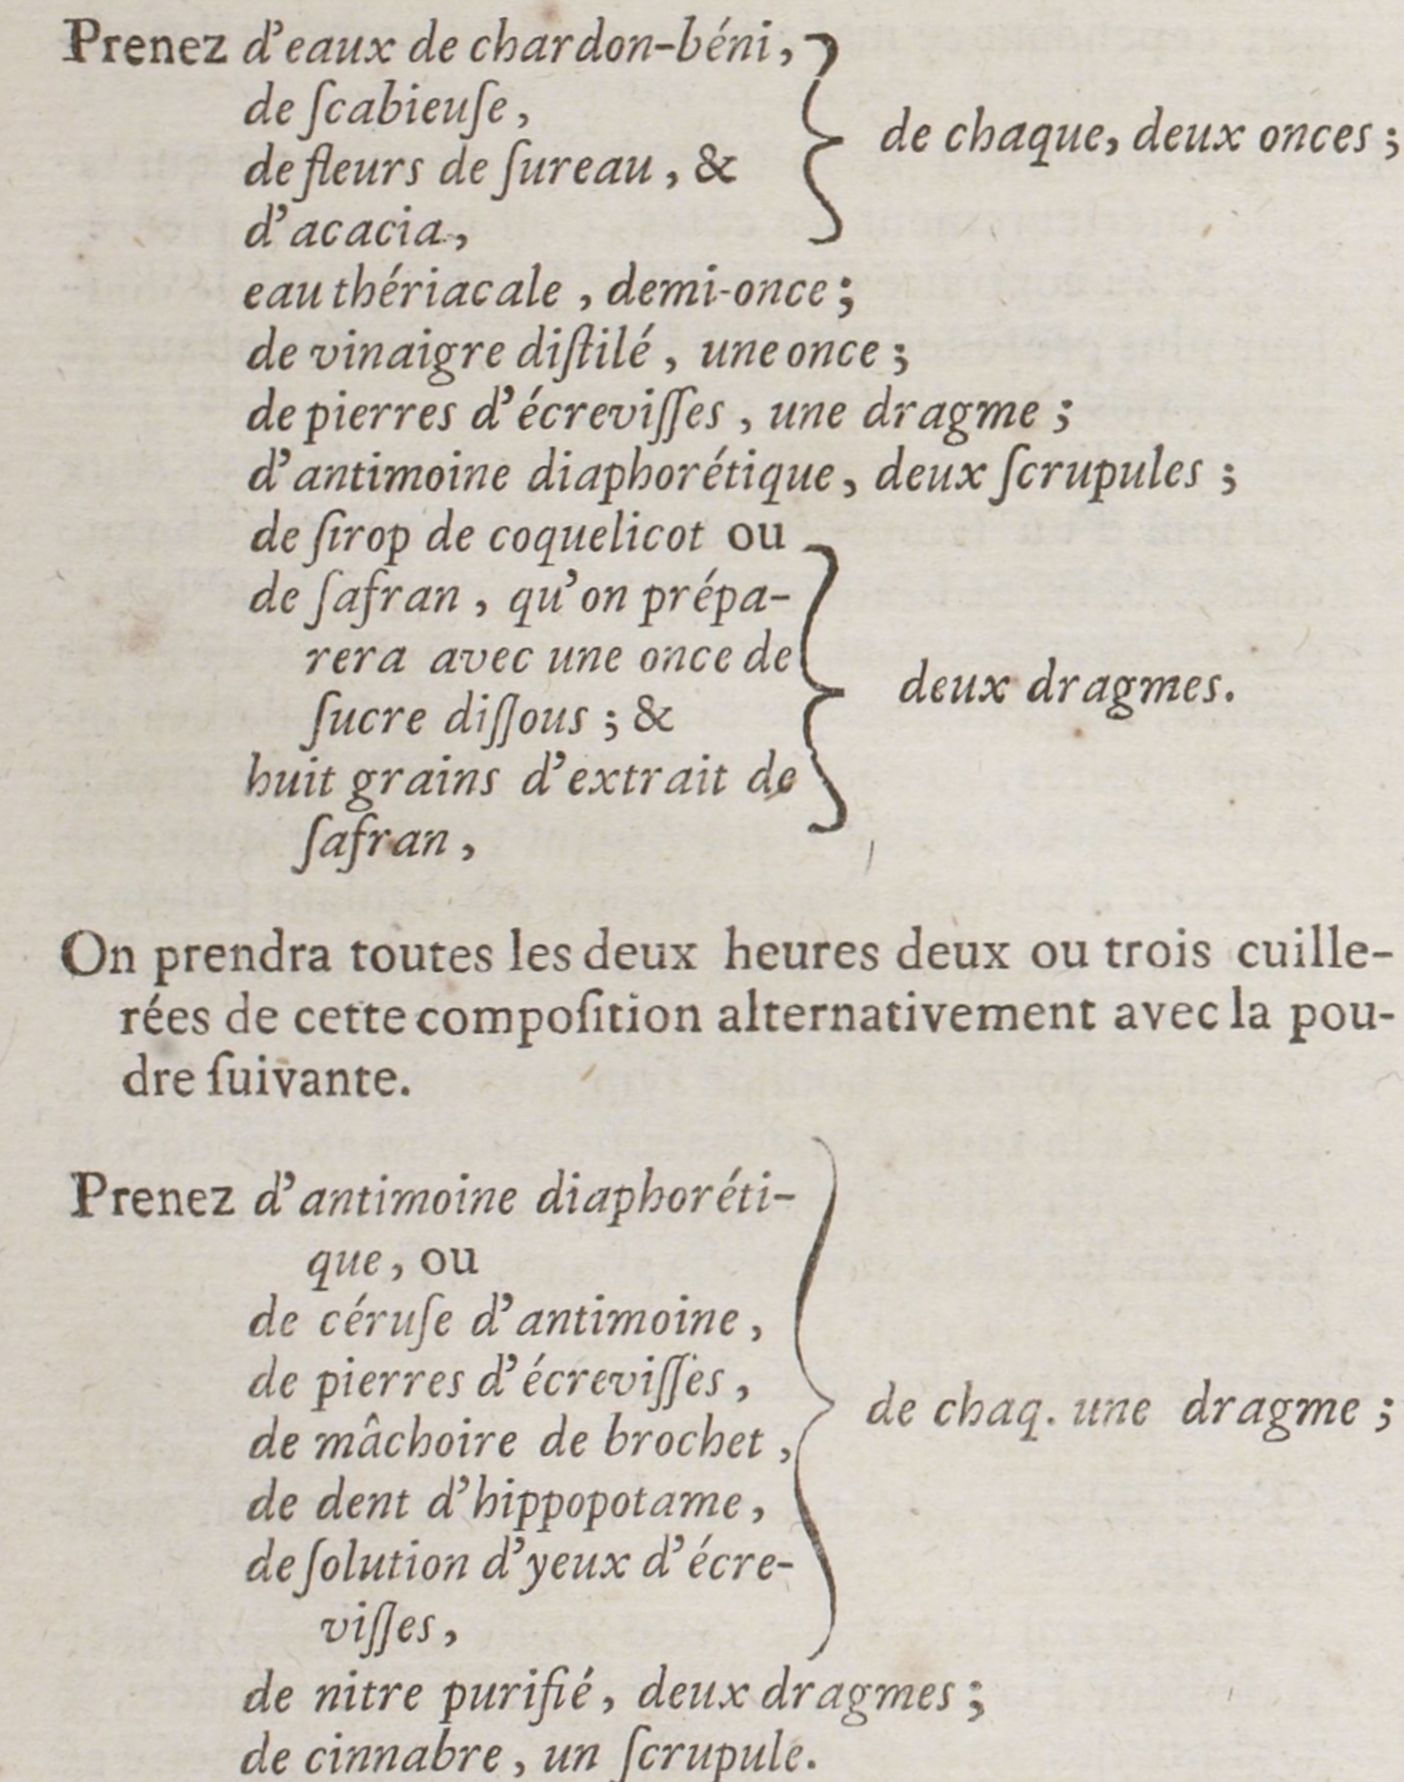 Prenez d'eaux de chardon-béni,
de ſcabieuſe,
de fleurs de ſureau, &
d'acacia,
de chaque, deux onces;
eau thériacale, demi-once;
de vinaigre diſtilé, une once;
de pierres d'écreviſſes, une dragme;
d'antimoine diaphorétique, deux ſcrupules;
de ſirop de coquelicot ou
de ſafran, qu'on prépa-
rera avec une once de
ſucre diſſous; &
huit grains d'extrait de
ſafran,
deux dragmes.
On prendra toutes les deux heures deux ou trois cuille-
rées de cette compoſition alternativement avec la pou-
dre ſuivante.
Prenez d'antimoine diaphoréti-
que, ou
de céruſe d'antimoine,
de pierres d'écreviſſes,
de mâchoire de brochet,
de dent d'hippopotame,
de ſolution d'yeux d'écre-
viſſes,
de chaq. une dragme;
de nitre purifié, deux dragmes;
de cinnabre, un ſcrupule.